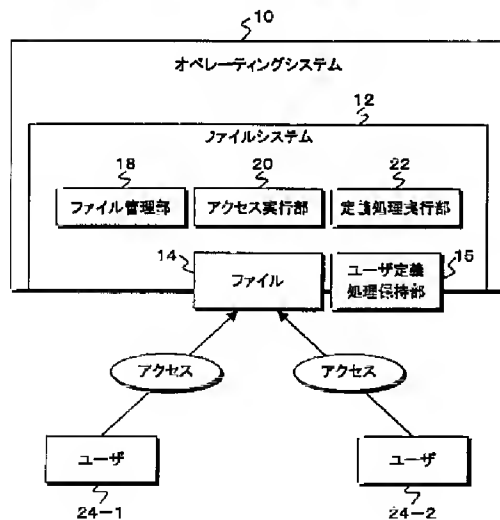 10
オペレーティングシステム
12
ファイルシステム
18
20
22
ファイル管理部
アクセス実行部
定義処理実行部
14
ファイル
ユーザ定義
処理保持部
16
アクセス
アクセス
ユーザ
ユーザ
24-1
24-2